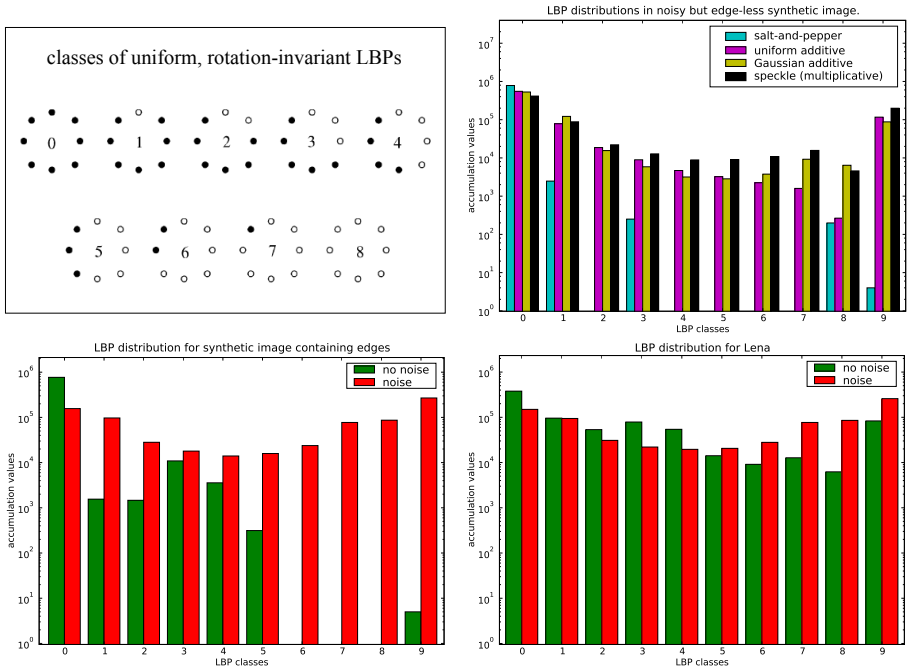 classes of uniform, rotation-invariant LBPs
0 1 2 3 4
5 6 7 8
LBP distributions in noisy but edge-less synthetic image.
salt-and-pepper
uniform additive
Gaussian additive
speckle (multiplicative)
accumulation values
10^7
10^6
10^5
10^4
10^3
10^2
10^1
10^0
0 1 2 3 4 5 6 7 8 9
LBP classes
LBP distribution for synthetic image containing edges
no noise
noise
accumulation values
10^6
10^5
10^4
10^3
10^2
10^1
10^0
0 1 2 3 4 5 6 7 8 9
LBP classes
LBP distribution for Lena
no noise
noise
accumulation values
10^6
10^5
10^4
10^3
10^2
10^1
10^0
0 1 2 3 4 5 6 7 8 9
LBP classes